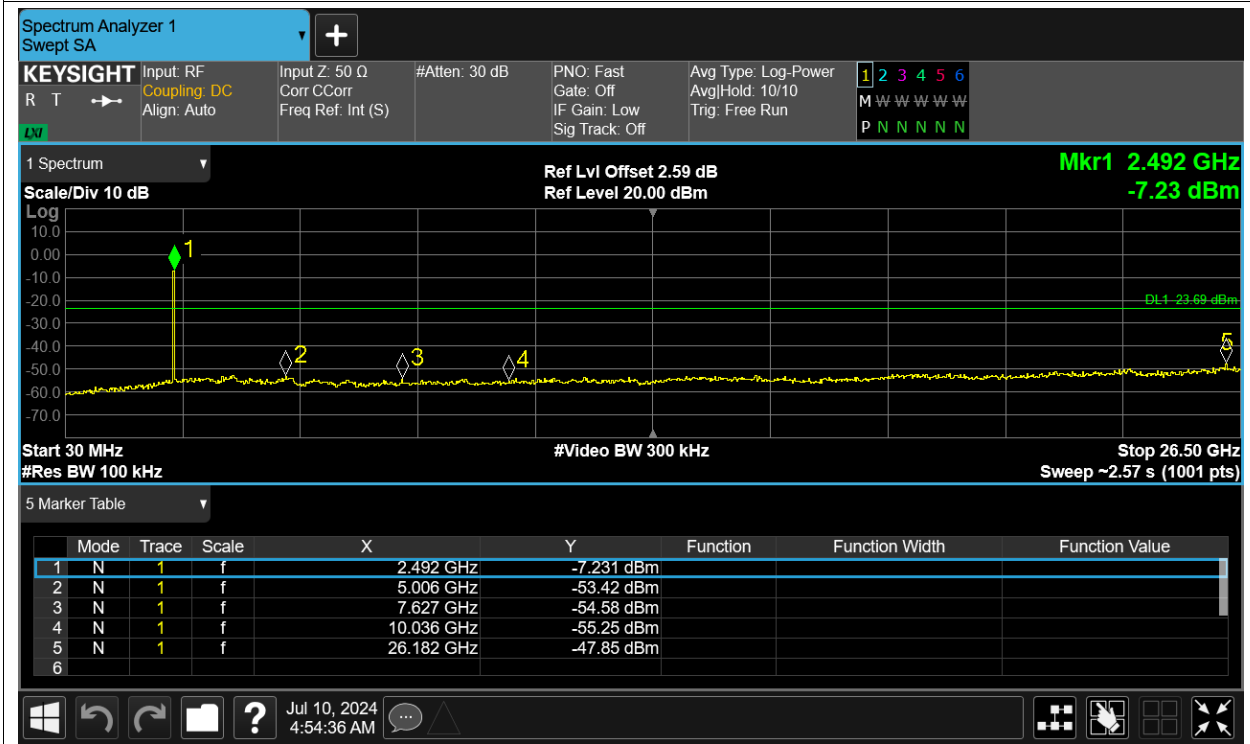 Spectrum Analyzer 1
Swept SA
+
KEYSIGHT
R T
LXI
Input: RF
Coupling: DC
Align: Auto
Input Z: 50 Ω
Corr CCorr
Freq Ref: Int (S)
#Atten: 30 dB
PNO: Fast
Gate: Off
IF Gain: Low
Sig Track: Off
Avg Type: Log-Power
Avg|Hold: 10/10
Trig: Free Run
1 2 3 4 5 6
M W W W W W
P N N N N N
1 Spectrum
Scale/Div 10 dB
Ref Lvl Offset 2.59 dB
Ref Level 20.00 dBm
Mkr1 2.492 GHz
-7.23 dBm
Log
10.0
0.00
-10.0
-20.0
-30.0
-40.0
-50.0
-60.0
-70.0
1
2
3
4
5
DL1 -23.69 dBm
Start 30 MHz
#Res BW 100 kHz
#Video BW 300 kHz
Stop 26.50 GHz
Sweep ~2.57 s (1001 pts)
5 Marker Table
Mode Trace Scale X Y Function Function Width Function Value
1 N 1 f 2.492 GHz -7.231 dBm
2 N 1 f 5.006 GHz -53.42 dBm
3 N 1 f 7.627 GHz -54.58 dBm
4 N 1 f 10.036 GHz -55.25 dBm
5 N 1 f 26.182 GHz -47.85 dBm
6
?
Jul 10, 2024
4:54:36 AM